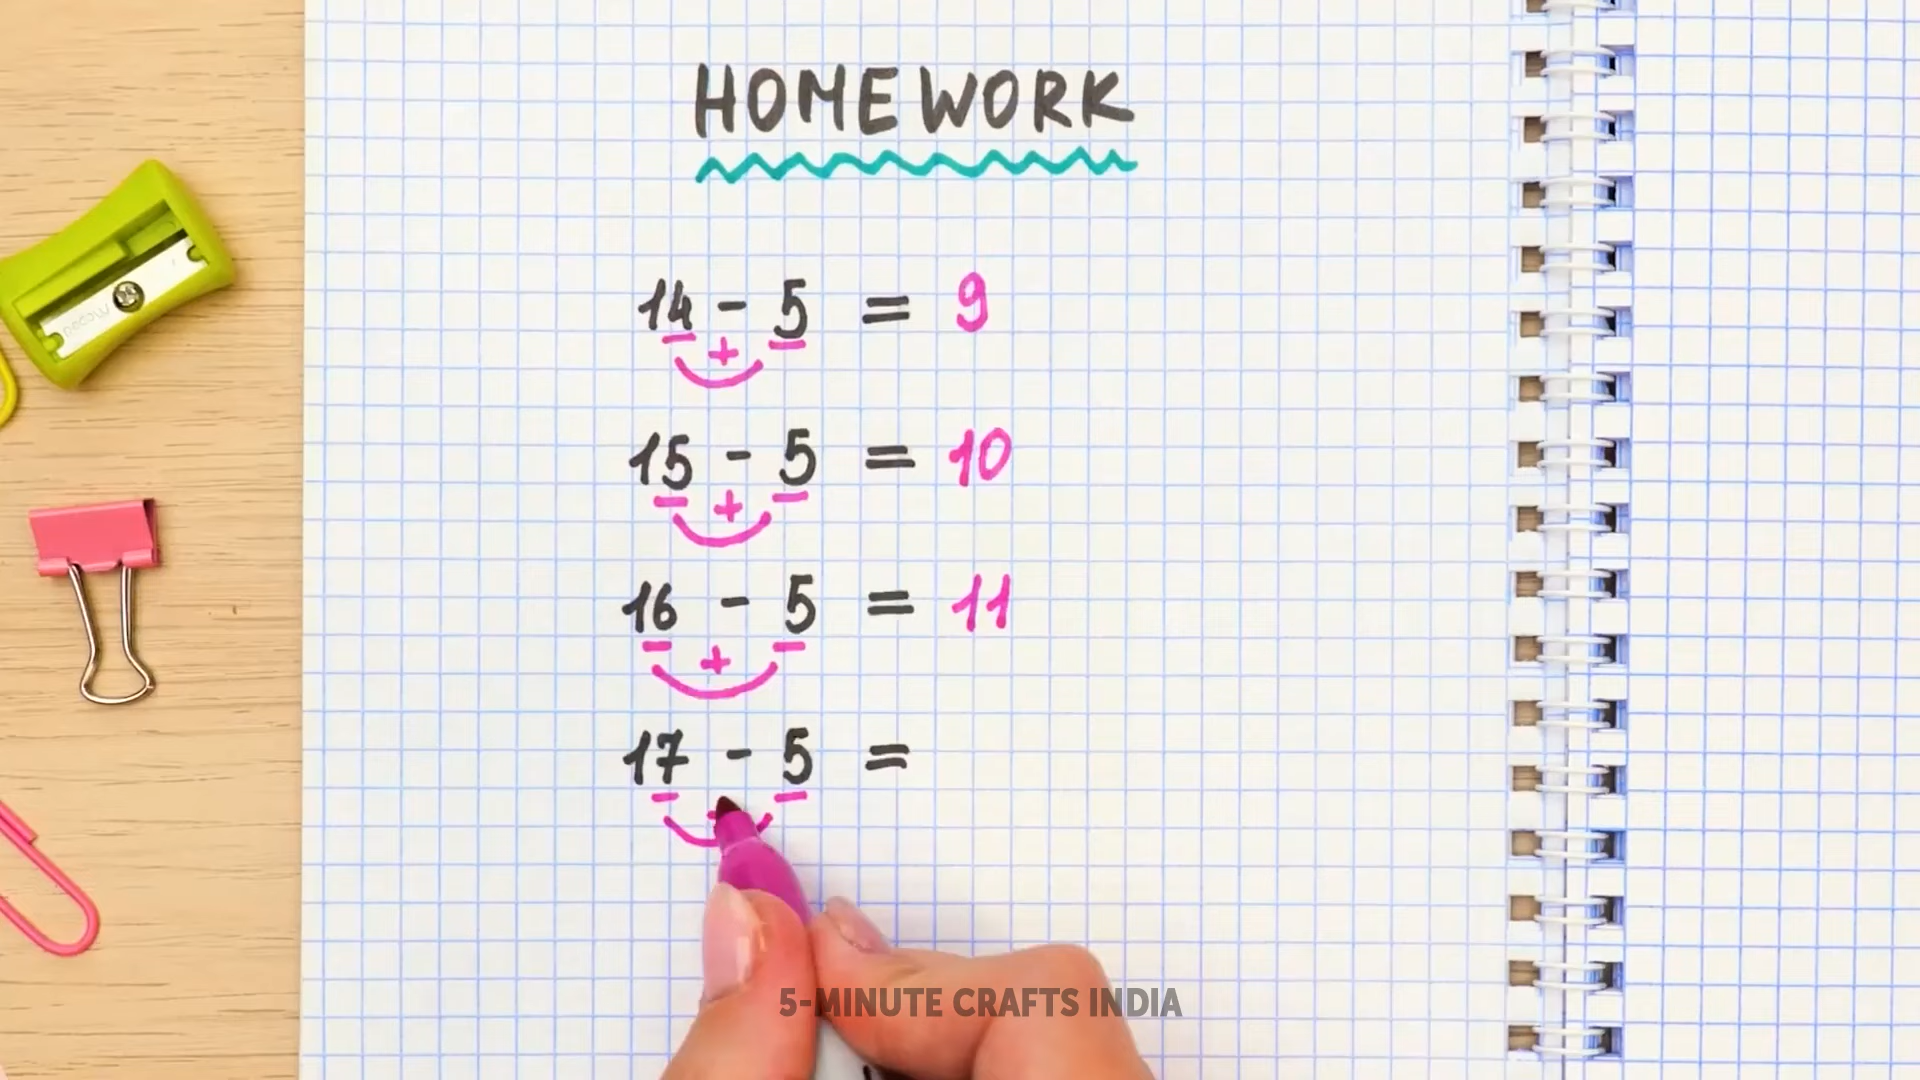 HOMEWORK
14 - 5 = 9
+
15 - 5 = 10
+
16 - 5 = 11
+
17 - 5 =
5-MINUTE CRAFTS INDIA